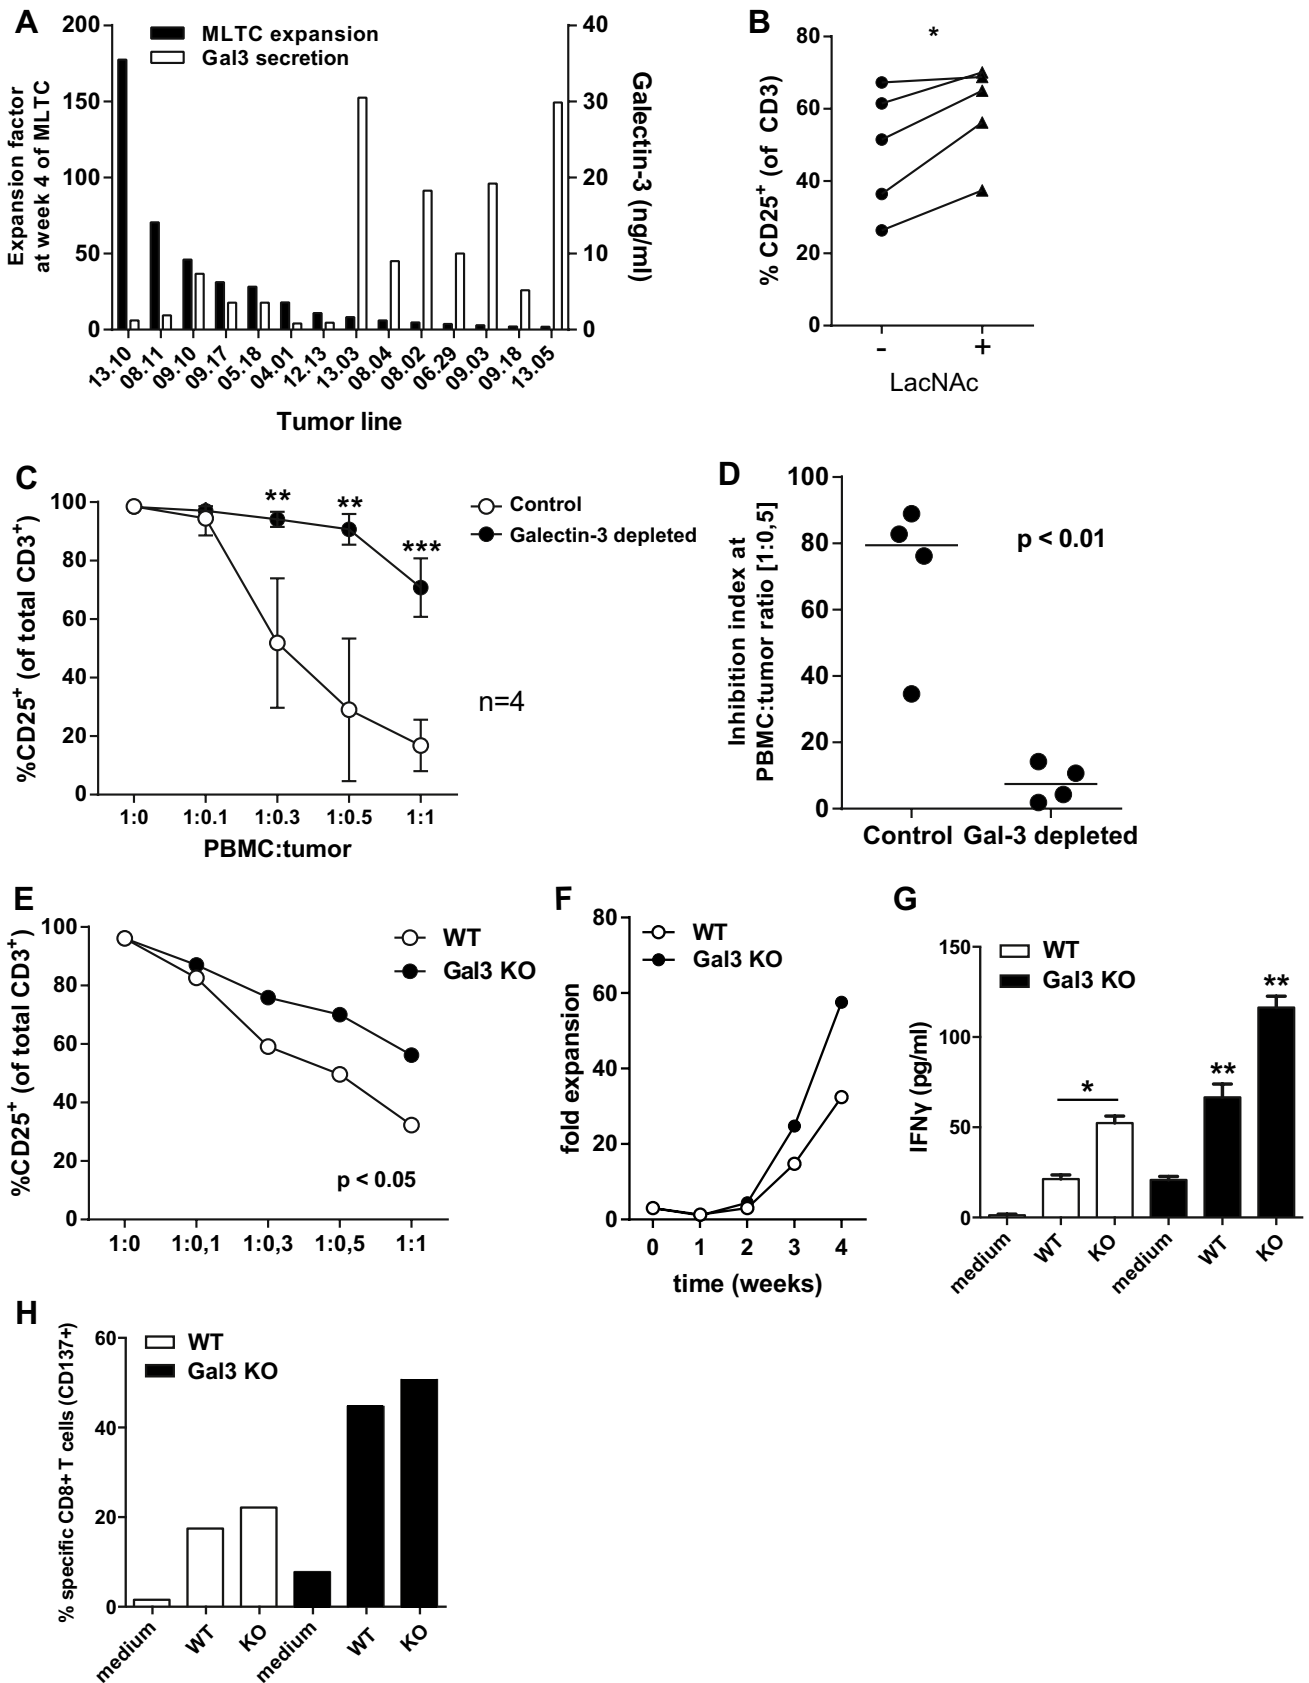 A
200
150
100
50
0
Expansion factor
at week 4 of MLTC
MLTC expansion
Gal3 secretion
40
30
20
10
0
Galectin-3 (ng/ml)
13.10
08.11
09.10
09.17
05.18
04.01
12.13
13.03
08.04
08.02
06.29
09.03
09.18
13.05
Tumor line
B
80
60
40
20
0
% CD25+ (of CD3)
*
- +
LacNAc
C
100
80
60
40
20
0
%CD25+ (of total CD3+)
** ** ***
Control
Galectin-3 depleted
n=4
1:0 1:0.1 1:0.3 1:0.5 1:1
PBMC:tumor
D
100
80
60
40
20
0
Inhibition index at
PBMC:tumor ratio [1:0,5]
p < 0.01
Control Gal-3 depleted
E
100
80
60
40
20
0
%CD25+ (of total CD3+)
WT
Gal3 KO
p < 0.05
1:0 1:0,1 1:0,3 1:0,5 1:1
F
80
60
40
20
0
fold expansion
WT
Gal3 KO
0 1 2 3 4
time (weeks)
G
150
100
50
0
IFNγ (pg/ml)
WT
Gal3 KO
* ** **
medium
WT
KO
medium
WT
KO
H
60
40
20
0
% specific CD8+ T cells (CD137+)
WT
Gal3 KO
medium
WT
KO
medium
WT
KO